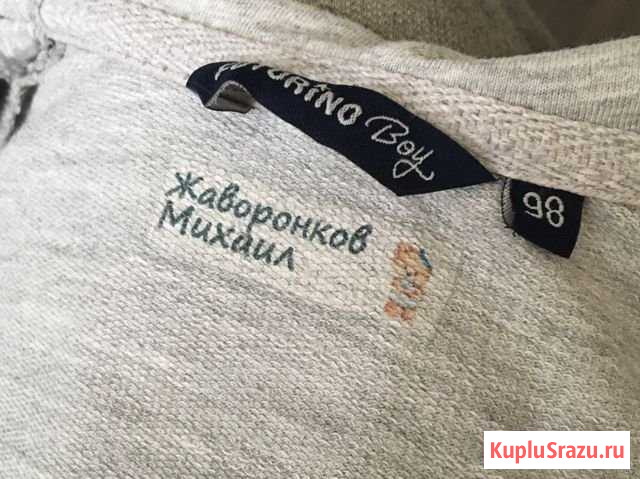 Boy
98
Жаворонков
Михаил
KupluSrazu.ru